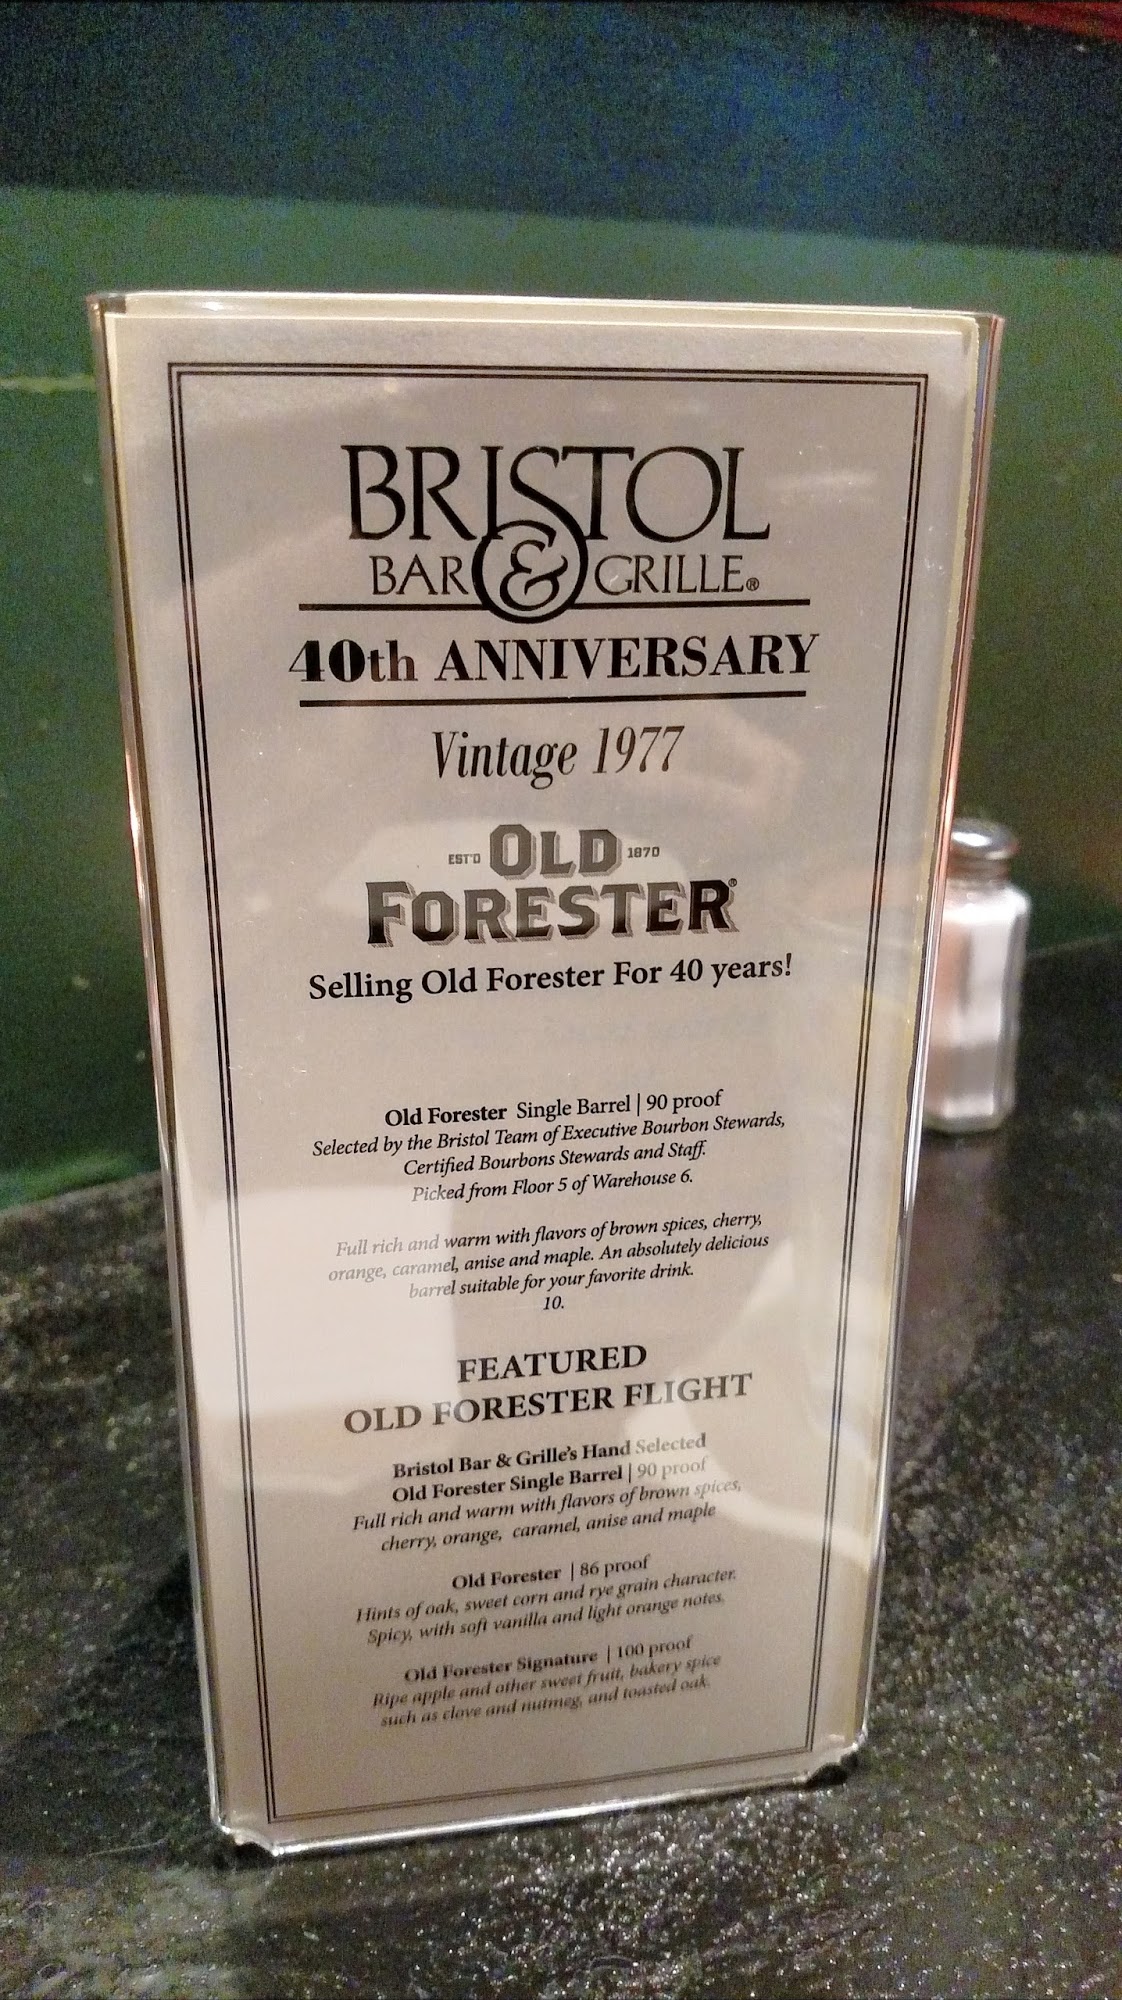 BRISTOL
BAR & GRILLE®
40th ANNIVERSARY
Vintage 1977
EST'D OLD 1870
FORESTER®
Selling Old Forester For 40 years!
Old Forester Single Barrel | 90 proof
Selected by the Bristol Team of Executive Bourbon Stewards,
Certified Bourbons Stewards and Staff.
Picked from Floor 5 of Warehouse 6.
Full rich and warm with flavors of brown spices, cherry,
orange, caramel, anise and maple. An absolutely delicious
barrel suitable for your favorite drink.
10.
FEATURED
OLD FORESTER FLIGHT
Bristol Bar & Grille's Hand Selected
Old Forester Single Barrel | 90 proof
Full rich and warm with flavors of brown spices,
cherry, orange, caramel, anise and maple
Old Forester | 86 proof
Hints of oak, sweet corn and rye grain character.
Spicy, with soft vanilla and light orange notes.
Old Forester Signature | 100 proof
Ripe apple and other sweet fruit, bakery spice
such as clove and nutmeg, and toasted oak.